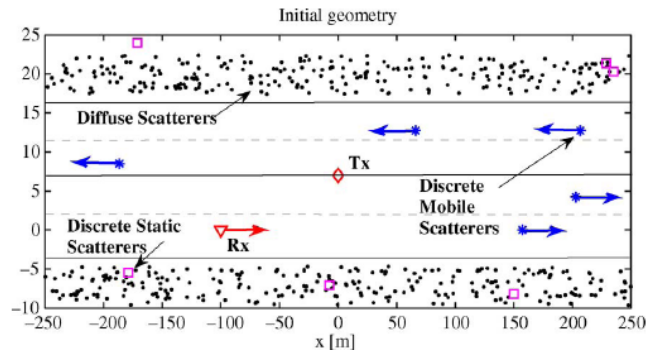 Initial geometry
25
20
15
10
5
0
−5
−10
Diffuse Scatterers
Tx
Discrete
Mobile
Scatterers
Discrete Static
Scatterers
Rx
−250 −200 −150 −100 −50 0 50 100 150 200 250
x [m]